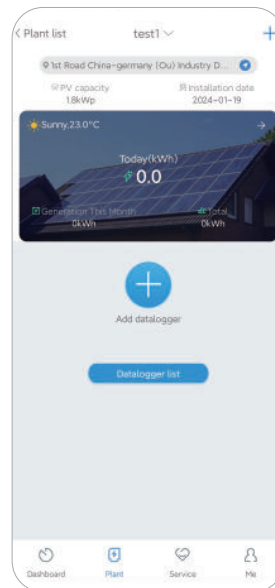 Plant list
test1
1st Road China-germany (Ou) Industry D...
PV capacity
1.8kWp
Installation date
2024-01-19
Sunny,23.0°C
Today(kWh)
0.0
Generation This Month
0kWh
Total
0kWh
Add datalogger
Datalogger list
Dashboard
Plant
Service
Me